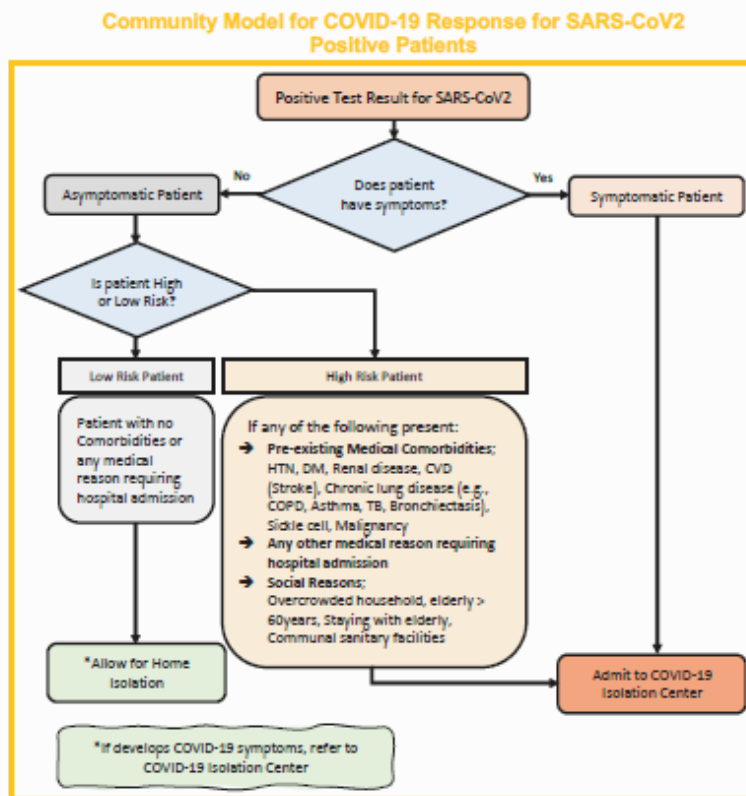 Community Model for COVID-19 Response for SARS-CoV2
Positive Patients
Positive Test Result for SARS-CoV2
Does patient
have symptoms?
No
Yes
Asymptomatic Patient
Symptomatic Patient
Is patient High
or Low Risk?
Low Risk Patient
High Risk Patient
Patient with no
Comorbidities or
any medical
reason requiring
hospital admission
If any of the following present:
➔ Pre-existing Medical Comorbidities;
HTN, DM, Renal disease, CVD
(Stroke), Chronic lung disease (e.g.,
COPD, Asthma, TB, Bronchiectasis),
Sickle cell, Malignancy
➔ Any other medical reason requiring
hospital admission
➔ Social Reasons;
Overcrowded household, elderly >
60years, Staying with elderly,
Communal sanitary facilities
*Allow for Home
Isolation
Admit to COVID-19
Isolation Center
*If develops COVID-19 symptoms, refer to
COVID-19 Isolation Center